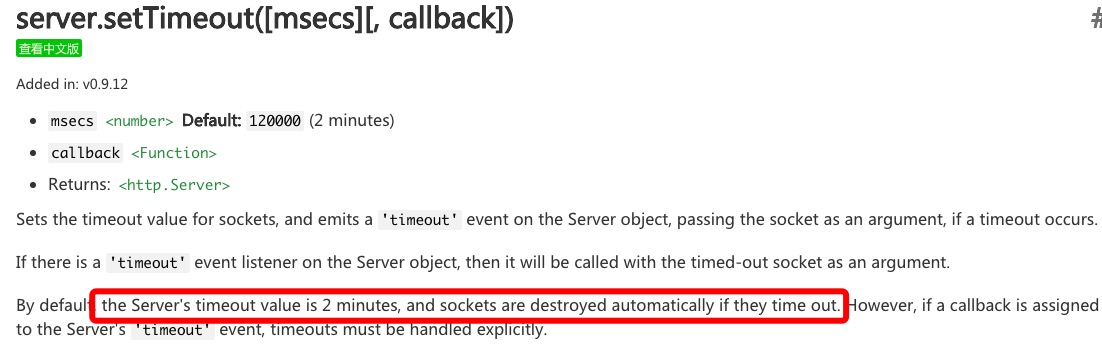 server.setTimeout([msecs][, callback])
#
查看中文版
Added in: v0.9.12
msecs <number> Default: 120000 (2 minutes)
callback <Function>
Returns: <http.Server>
Sets the timeout value for sockets, and emits a 'timeout' event on the Server object, passing the socket as an argument, if a timeout occurs.
If there is a 'timeout' event listener on the Server object, then it will be called with the timed-out socket as an argument.
By default the Server's timeout value is 2 minutes, and sockets are destroyed automatically if they time out. However, if a callback is assigned
to the Server's 'timeout' event, timeouts must be handled explicitly.